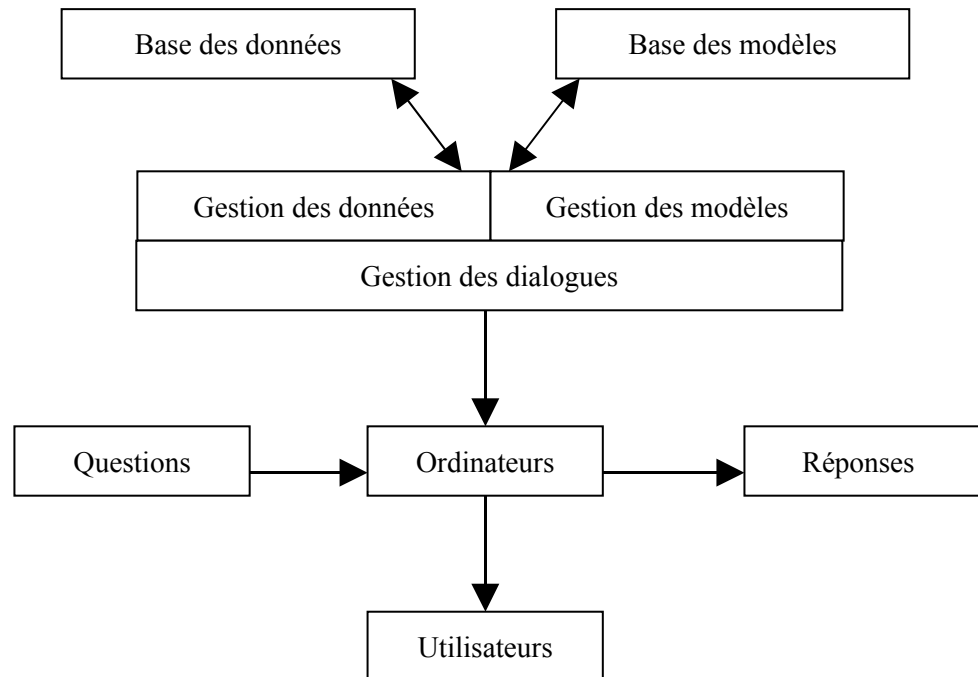 Base des données
Base des modèles
Gestion des données
Gestion des modèles
Gestion des dialogues
Questions
Ordinateurs
Réponses
Utilisateurs